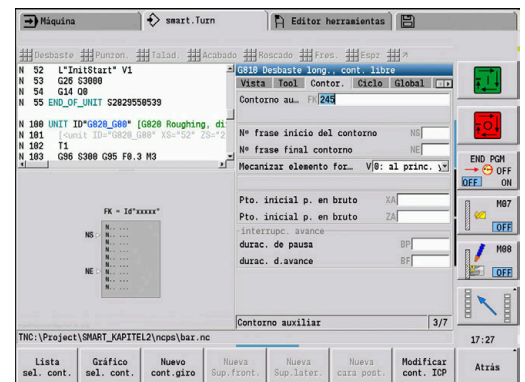 Máquina
smart.Turn
Editor herramientas
Desbaste Punzon. Talad. Acabado Roscado Fres. Espz
N 52 L"InitStart" V1
N 53 G26 S3000
N 54 G14 Q0
N 55 END_OF_UNIT S2829550539
N 100 UNIT ID"G820_G80" [G820 Roughing, di
N 101 [<unit ID="G820_G80" XS="52" ZS="2
N 102 T1
N 103 G96 S300 G95 F0.3 M3
G810 Desbaste long., cont. libre
Vista Tool Contor. Ciclo Global
Contorno au… FK 245
Nº frase inicio del contorno NS
Nº frase final contorno NE
Mecanizar elemento for… V 0: al princ. y
Pto. inicial p. en bruto XA
Pto. inicial p. en bruto ZA
interrupc. avance
durac. de pausa BP
durac. d.avance BF
Contorno auxiliar 3/7
FK = Id"xxxxx"
NS
N.. ...
N.. ...
N.. ...
N.. ...
NE
N.. ...
N.. ...
N.. ...
TNC:\Project\SMART_KAPITEL2\ncps\bar.nc
END PGM
OFF
OFF ON
M07
OFF
M08
OFF
17:27
Lista sel. cont.
Gráfico sel. cont.
Nuevo cont.giro
Nueva Sup.front.
Nueva Sup.later.
Nueva cara post.
Modificar cont. ICP
Atrás